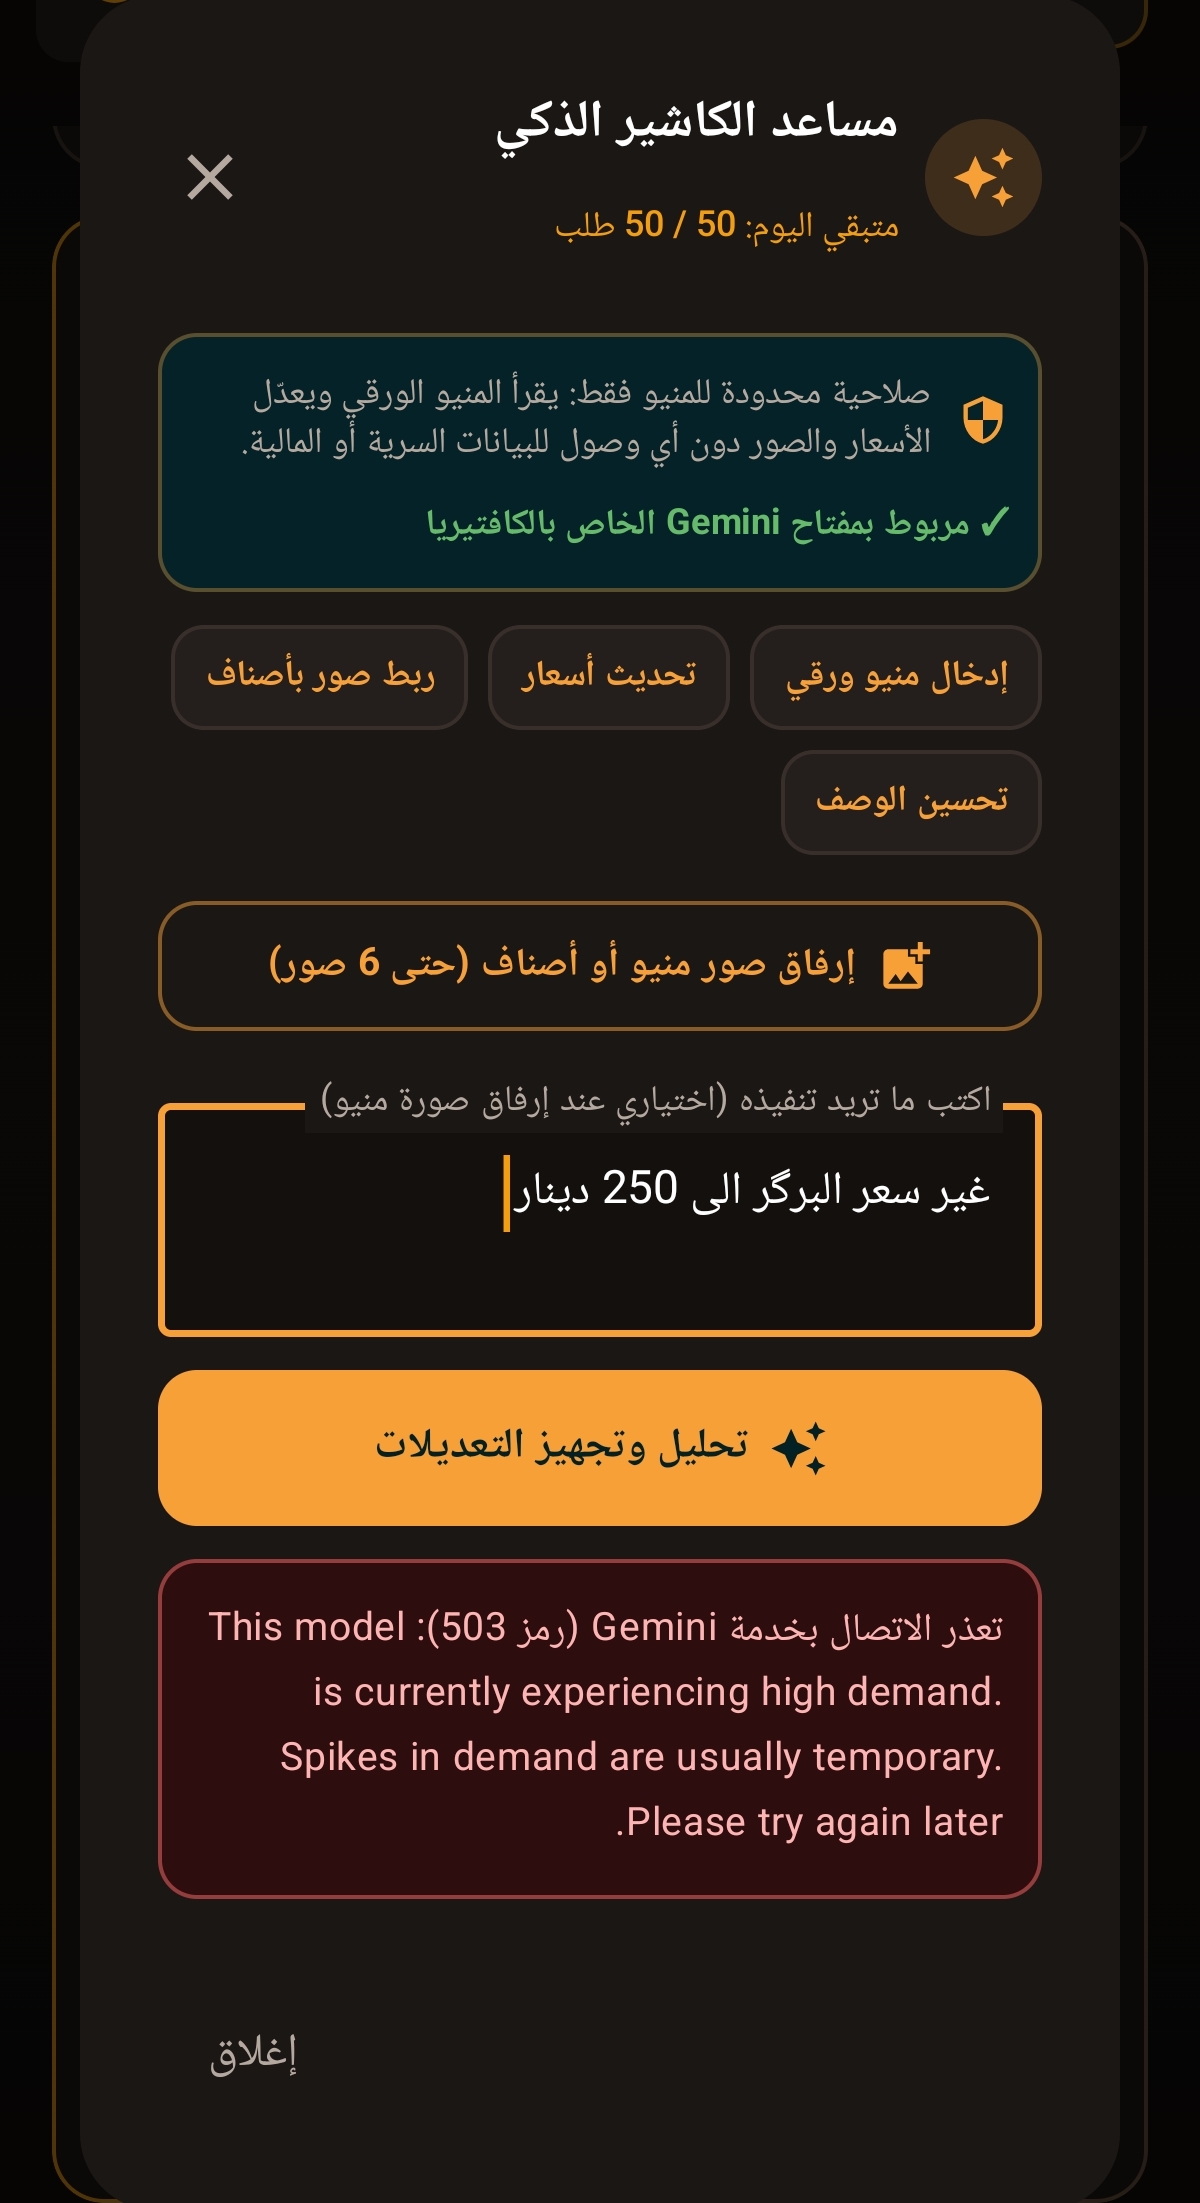 مساعد الكاشير الذكي
متبقي اليوم: 50 / 50 طلب
صلاحية محدودة للمنيو فقط: يقرأ المنيو الورقي ويعدّل
الأسعار والصور دون أي وصول للبيانات السرية أو المالية.
✓ مربوط بمفتاح Gemini الخاص بالكافتيريا
إدخال منيو ورقي
تحديث أسعار
ربط صور بأصناف
تحسين الوصف
إرفاق صور منيو أو أصناف (حتى 6 صور)
اكتب ما تريد تنفيذه (اختياري عند إرفاق صورة منيو)
غير سعر البرگر الى 250 دينار
تحليل وتجهيز التعديلات
تعذر الاتصال بخدمة Gemini (رمز 503): This model
is currently experiencing high demand.
Spikes in demand are usually temporary.
Please try again later.
إغلاق